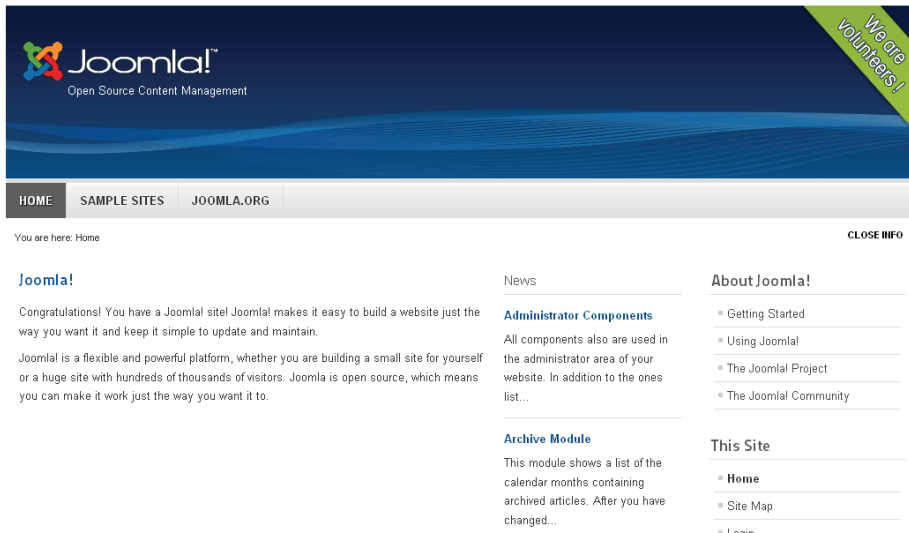 Joomla!™
Open Source Content Management
We are
volunteers !
HOME
SAMPLE SITES
JOOMLA.ORG
You are here: Home
CLOSE INFO
Joomla!
Congratulations! You have a Joomla! site! Joomla! makes it easy to build a website just the
way you want it and keep it simple to update and maintain.
Joomla! is a flexible and powerful platform, whether you are building a small site for yourself
or a huge site with hundreds of thousands of visitors. Joomla is open source, which means
you can make it work just the way you want it to.
News
Administrator Components
All components also are used in
the administrator area of your
website. In addition to the ones
list...
Archive Module
This module shows a list of the
calendar months containing
archived articles. After you have
changed...
About Joomla!
Getting Started
Using Joomla!
The Joomla! Project
The Joomla! Community
This Site
Home
Site Map
Login